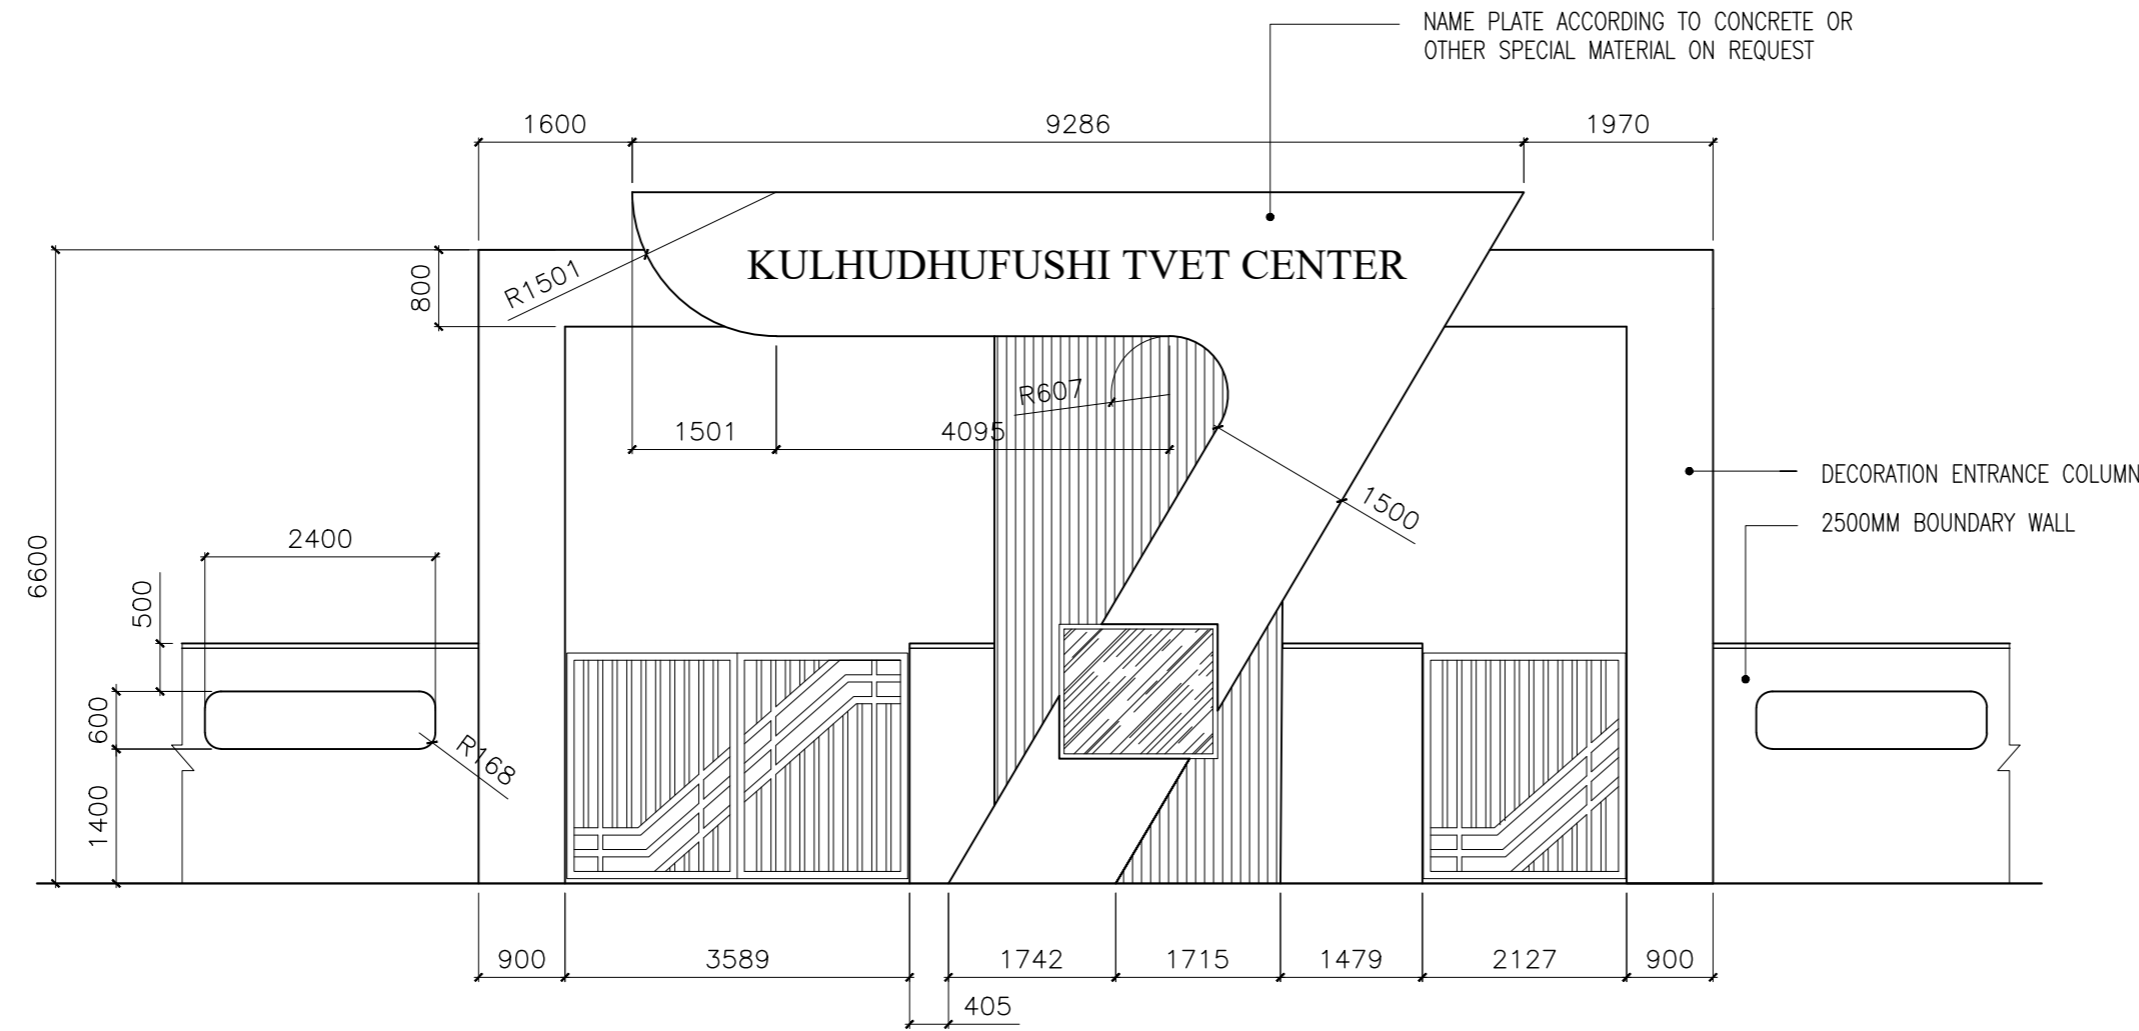 NAME PLATE ACCORDING TO CONCRETE OR
OTHER SPECIAL MATERIAL ON REQUEST
1600
9286
1970
KULHUDHUFUSHI TVET CENTER
800
R1501
R607
1501
4095
1500
DECORATION ENTRANCE COLUMN
2500MM BOUNDARY WALL
6600
2400
500
600
R168
1400
900
3589
1742
1715
1479
2127
900
405